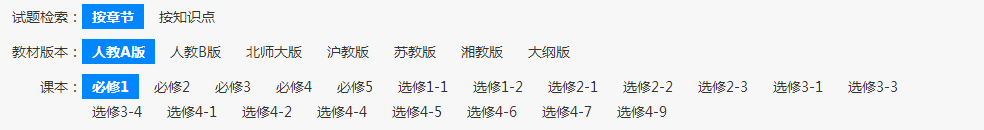 试题检索：按章节 按知识点
教材版本：人教A版 人教B版 北师大版 沪教版 苏教版 湘教版 大纲版
课本：必修1 必修2 必修3 必修4 必修5 选修1-1 选修1-2 选修2-1 选修2-2 选修2-3 选修3-1 选修3-3
选修3-4 选修4-1 选修4-2 选修4-4 选修4-5 选修4-6 选修4-7 选修4-9